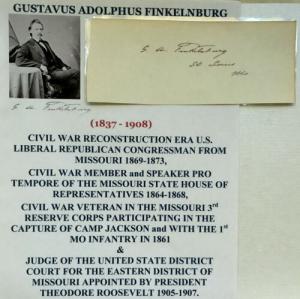 GUSTAVUS ADOLPHUS FINKELNBURG
G A Finkelnburg
St Louis
Mo
G A Finkelnburg
(1837 - 1908)
CIVIL WAR RECONSTRUCTION ERA U.S.
LIBERAL REPUBLICAN CONGRESSMAN FROM
MISSOURI 1869-1873,
CIVIL WAR MEMBER and SPEAKER PRO
TEMPORE OF THE MISSOURI STATE HOUSE OF
REPRESENTATIVES 1864-1868,
CIVIL WAR VETERAN IN THE MISSOURI 3rd
RESERVE CORPS PARTICIPATING IN THE
CAPTURE OF CAMP JACKSON and WITH THE 1st
MO INFANTRY IN 1861
&
JUDGE OF THE UNITED STATE DISTRICT
COURT FOR THE EASTERN DISTRICT OF
MISSOURI APPOINTED BY PRESIDENT
THEODORE ROOSEVELT 1905-1907.